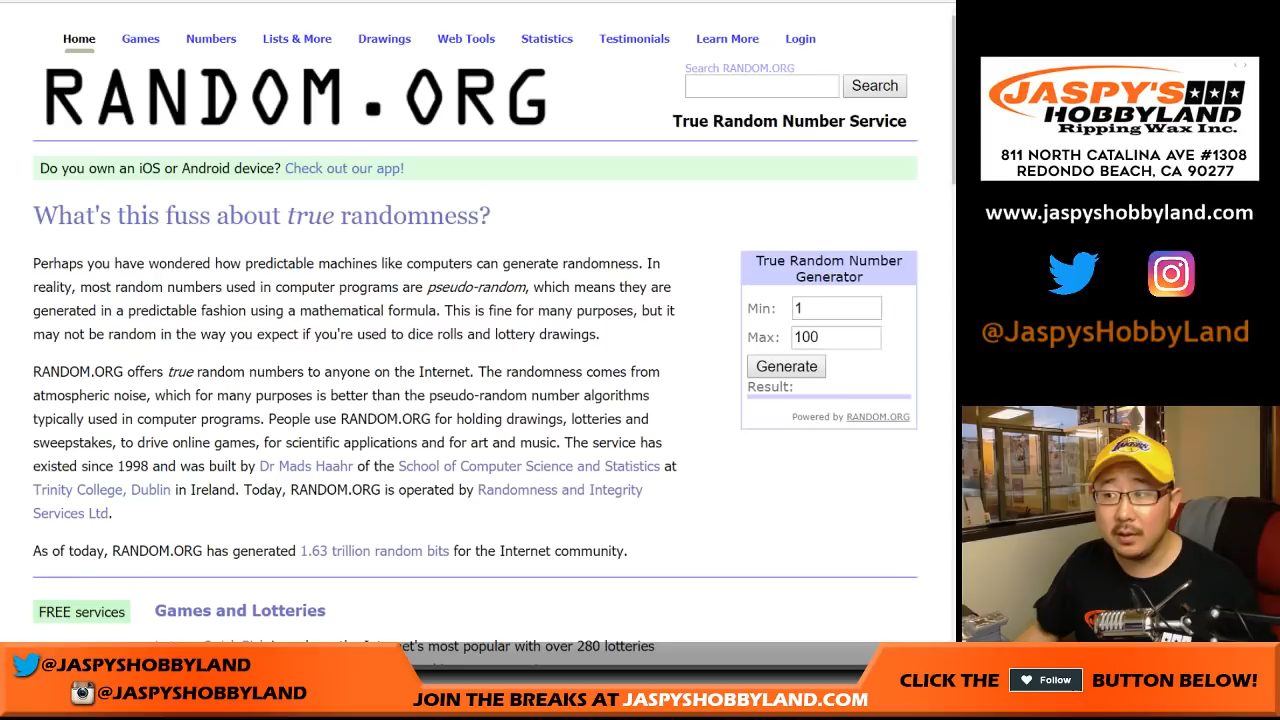 Home Games Numbers Lists & More Drawings Web Tools Statistics Testimonials Learn More Login
RANDOM.ORG
Search RANDOM.ORG
Search
True Random Number Service
Do you own an iOS or Android device? Check out our app!
What's this fuss about true randomness?
Perhaps you have wondered how predictable machines like computers can generate randomness. In
reality, most random numbers used in computer programs are pseudo-random, which means they are
generated in a predictable fashion using a mathematical formula. This is fine for many purposes, but it
may not be random in the way you expect if you're used to dice rolls and lottery drawings.
RANDOM.ORG offers true random numbers to anyone on the Internet. The randomness comes from
atmospheric noise, which for many purposes is better than the pseudo-random number algorithms
typically used in computer programs. People use RANDOM.ORG for holding drawings, lotteries and
sweepstakes, to drive online games, for scientific applications and for art and music. The service has
existed since 1998 and was built by Dr Mads Haahr of the School of Computer Science and Statistics at
Trinity College, Dublin in Ireland. Today, RANDOM.ORG is operated by Randomness and Integrity
Services Ltd.
As of today, RANDOM.ORG has generated 1.63 trillion random bits for the Internet community.
True Random Number
Generator
Min: 1
Max: 100
Generate
Result:
Powered by RANDOM.ORG
FREE services
Games and Lotteries
Internet's most popular with over 280 lotteries
JASPY'S
HOBBYLAND
Ripping Wax Inc.
811 NORTH CATALINA AVE #1308
REDONDO BEACH, CA 90277
www.jaspyshobbyland.com
@JaspysHobbyLand
@JASPYSHOBBYLAND
@JASPYSHOBBYLAND
JOIN THE BREAKS AT JASPYSHOBBYLAND.COM
CLICK THE Follow BUTTON BELOW!